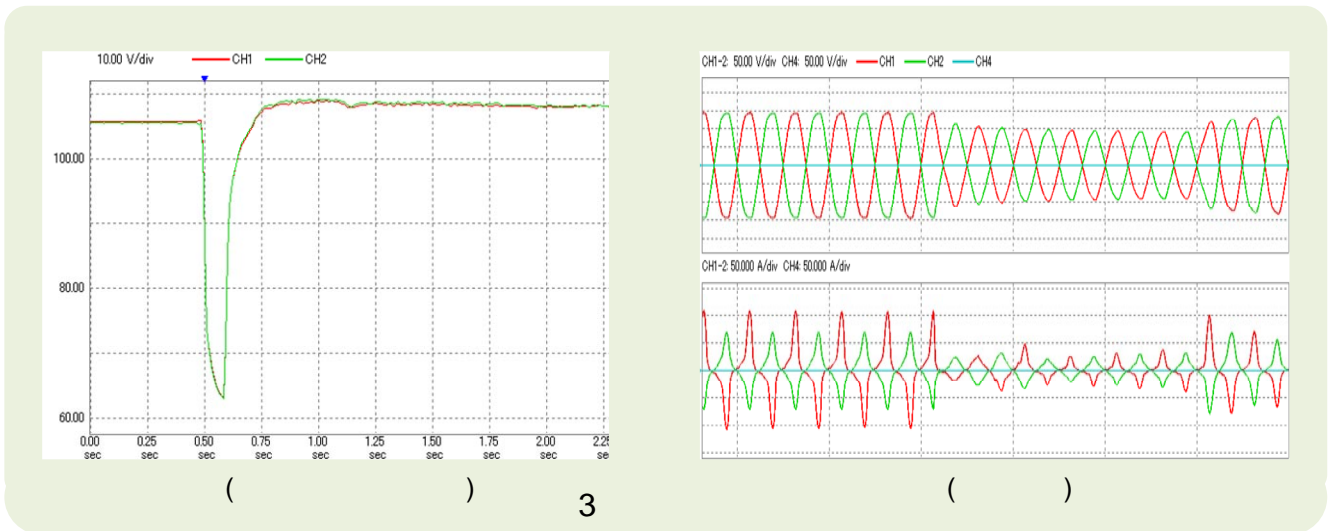 10.00 V/div CH1 CH2
100.00
80.00
60.00
0.00 0.25 0.50 0.75 1.00 1.25 1.50 1.75 2.00 2.25
sec sec sec sec sec sec sec sec sec sec
CH1-2: 50.00 V/div CH4: 50.00 V/div CH1 CH2 CH4
CH1-2: 50.000 A/div CH4: 50.000 A/div
( )
( )
3